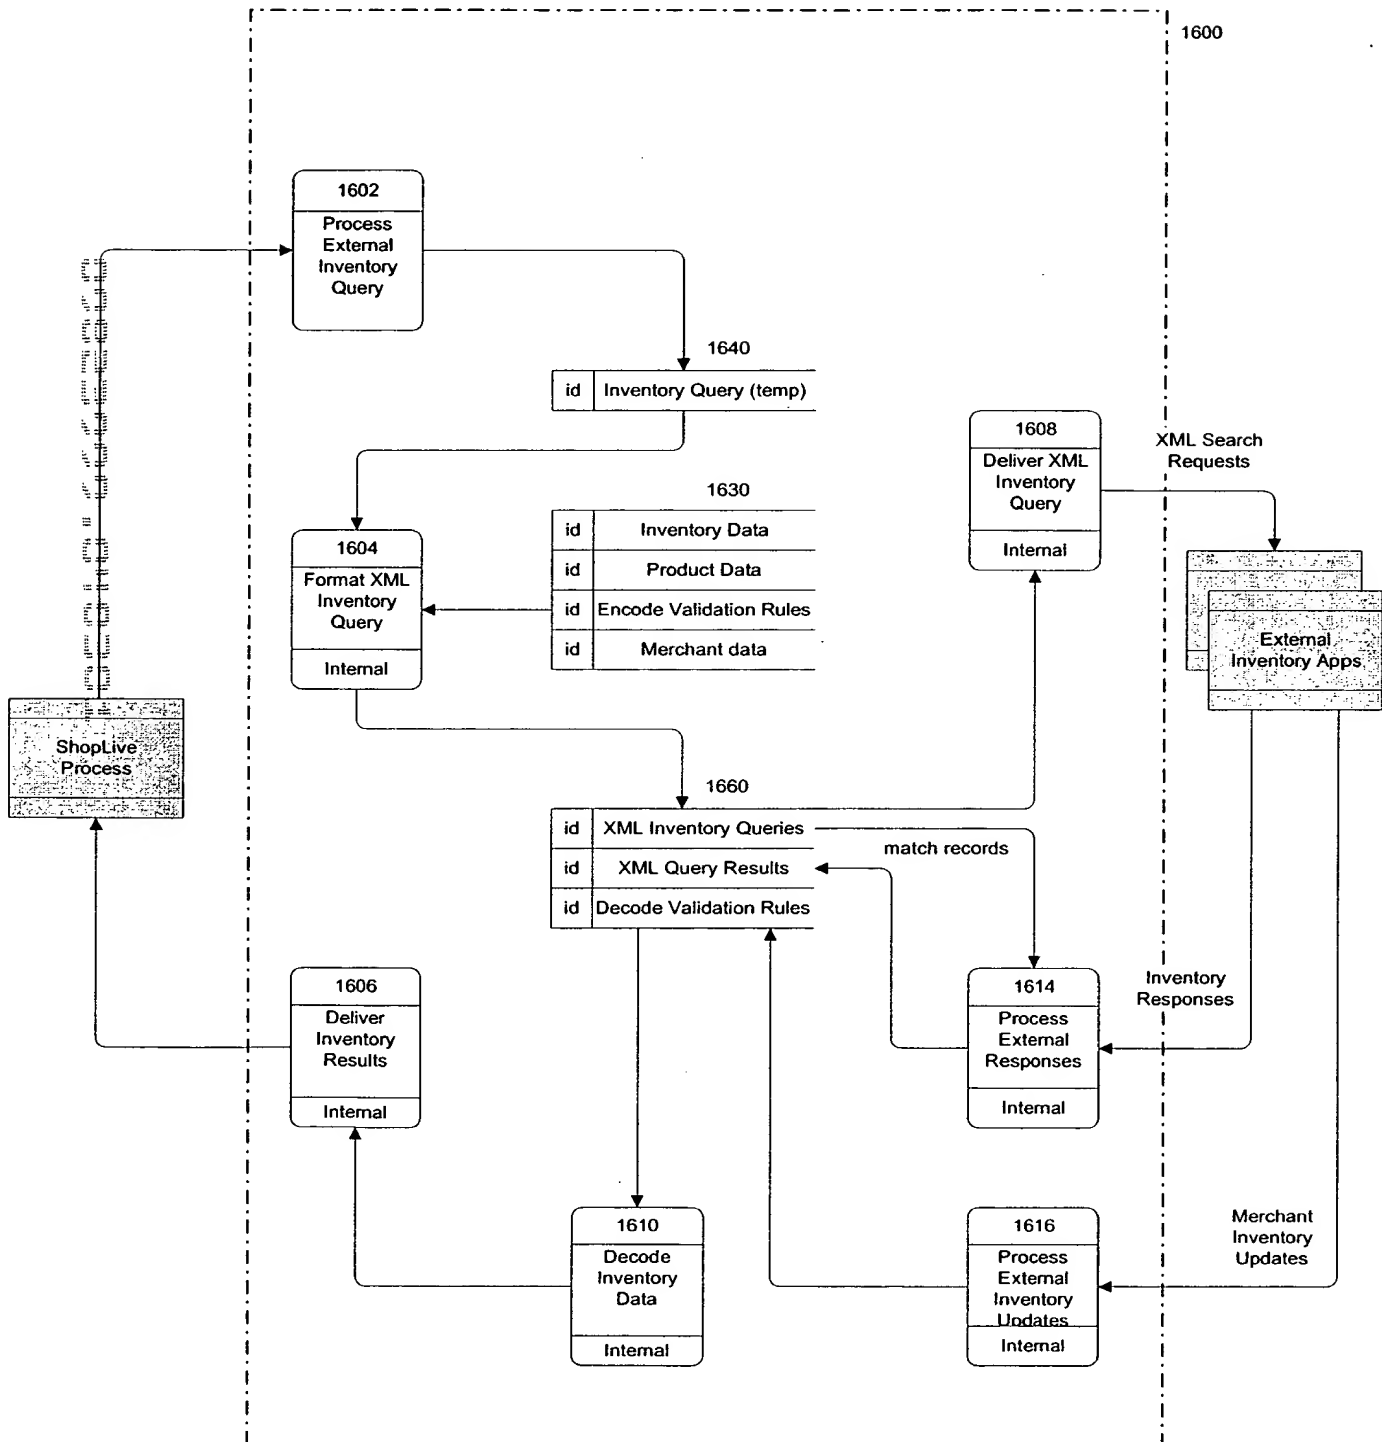 1600
1602
Process
External
Inventory
Query
1640
id Inventory Query (temp)
1608
Deliver XML
Inventory
Query
Internal
XML Search
Requests
1630
id Inventory Data
id Product Data
id Encode Validation Rules
id Merchant data
1604
Format XML
Inventory
Query
Internal
External
Inventory Apps
ShopLive
Process
1660
id XML Inventory Queries
id XML Query Results
id Decode Validation Rules
match records
1606
Deliver
Inventory
Results
Internal
1614
Process
External
Responses
Internal
Inventory
Responses
1610
Decode
Inventory
Data
Internal
1616
Process
External
Inventory
Updates
Internal
Merchant
Inventory
Updates